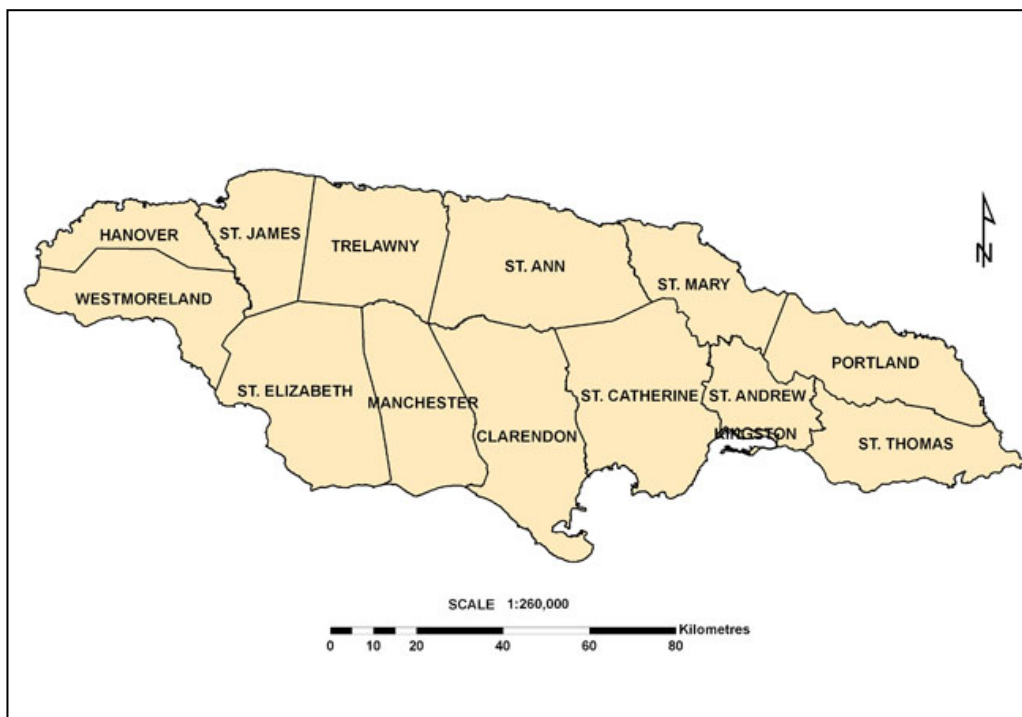 HANOVER
ST. JAMES
TRELAWNY
ST. ANN
ST. MARY
WESTMORELAND
PORTLAND
ST. ELIZABETH
MANCHESTER
ST. CATHERINE
ST. ANDREW
CLARENDON
KINGSTON
ST. THOMAS
N
SCALE 1:260,000
Kilometres
0 10 20 40 60 80